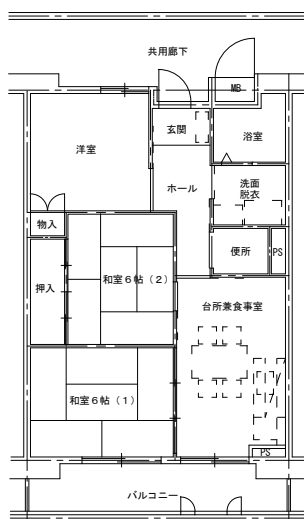 共用廊下
MB
玄関
浴室
洋室
ホール
洗面
脱衣
物入
便所
PS
押入
和室６帖（２）
台所兼食事室
和室６帖（１）
PS
バルコニー